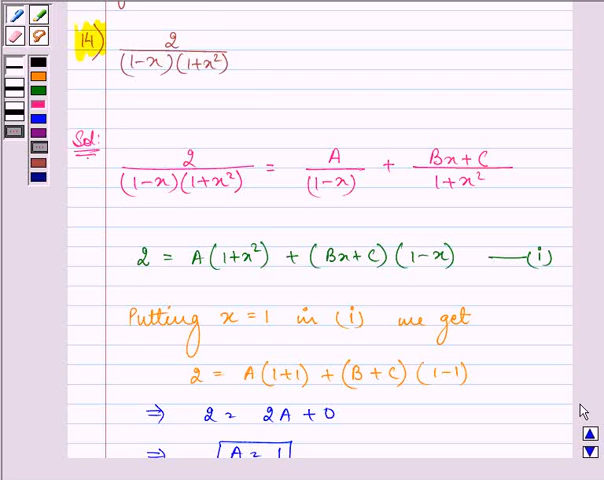 14) 2/((1-x)(1+x²))
Sol:
2/((1-x)(1+x²)) = A/(1-x) + (Bx+C)/(1+x²)
2 = A(1+x²) + (Bx+C)(1-x) —(i)
Putting x = 1 in (i) we get
2 = A(1+1) + (B+C)(1-1)
⇒ 2 = 2A + 0
⇒ A = 1